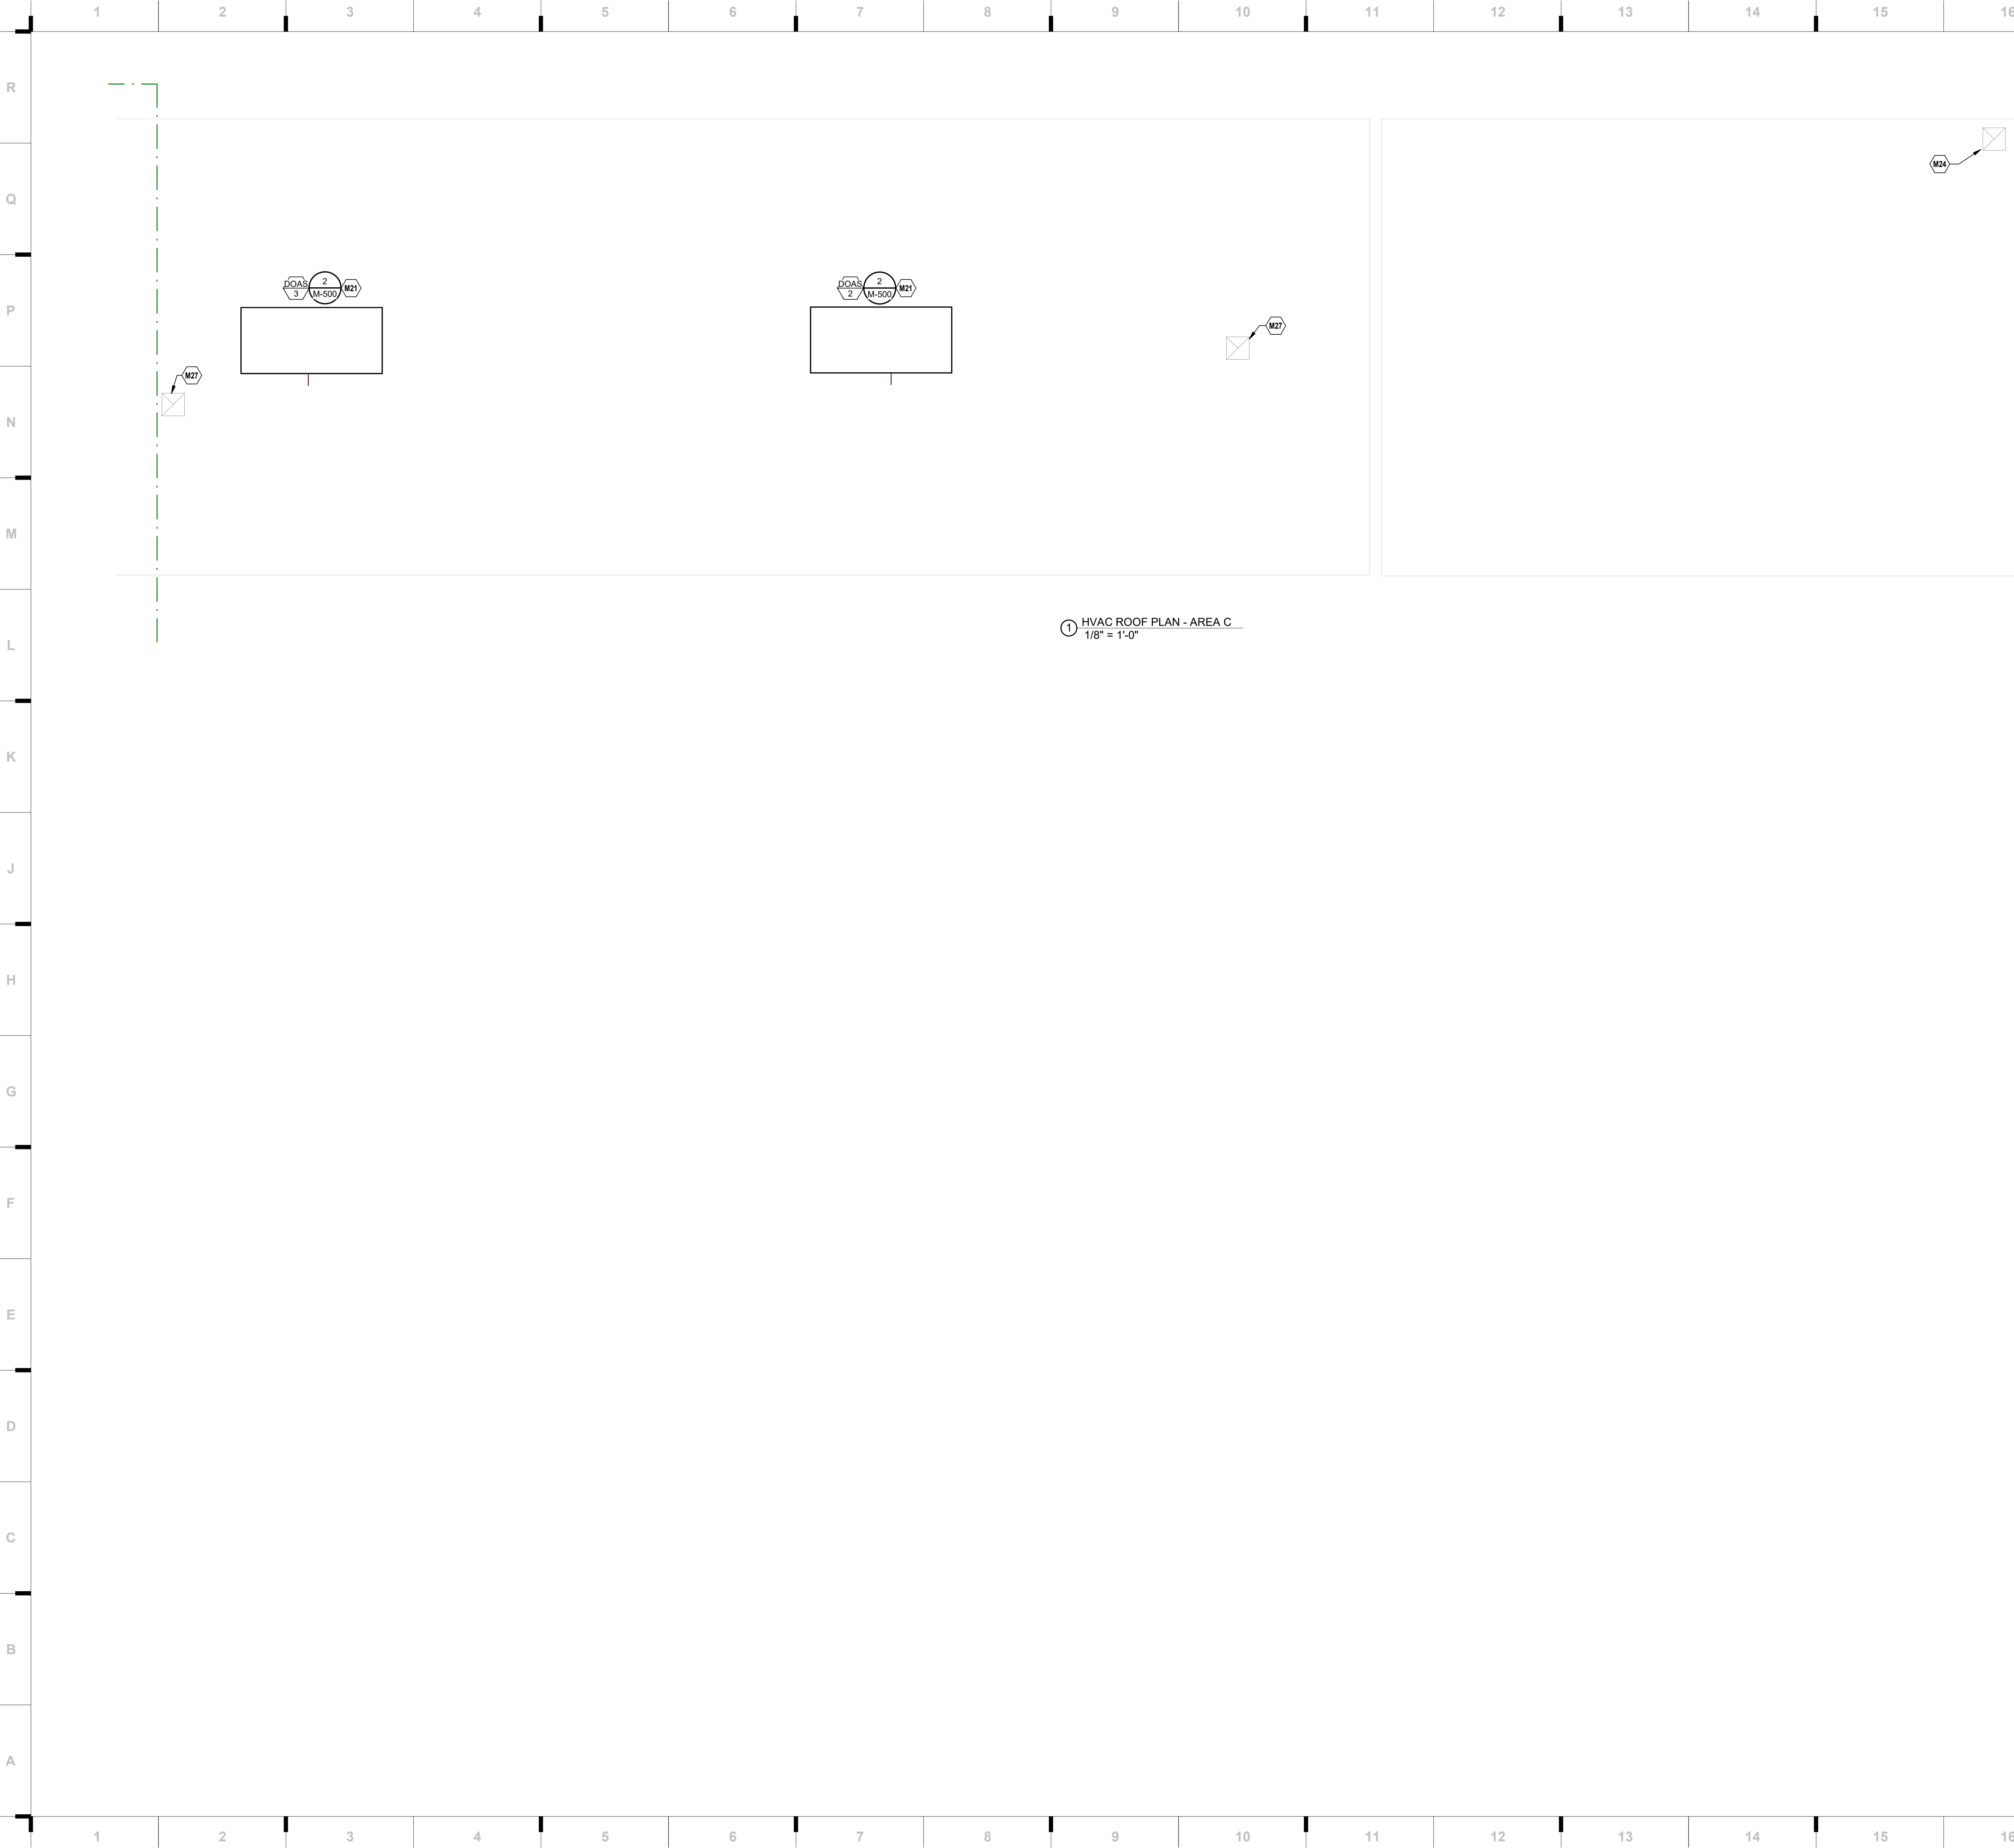 1 2 3 4 5 6 7 8 9 10 11 12 13 14 15 16
R
M24
Q
DOAS 2 M21
3 M-500
DOAS 2 M21
2 M-500
P
M27
M27
N
M
1 HVAC ROOF PLAN - AREA C
1/8" = 1'-0"
L
K
J
H
G
F
E
D
C
B
A
1 2 3 4 5 6 7 8 9 10 11 12 13 14 15 16